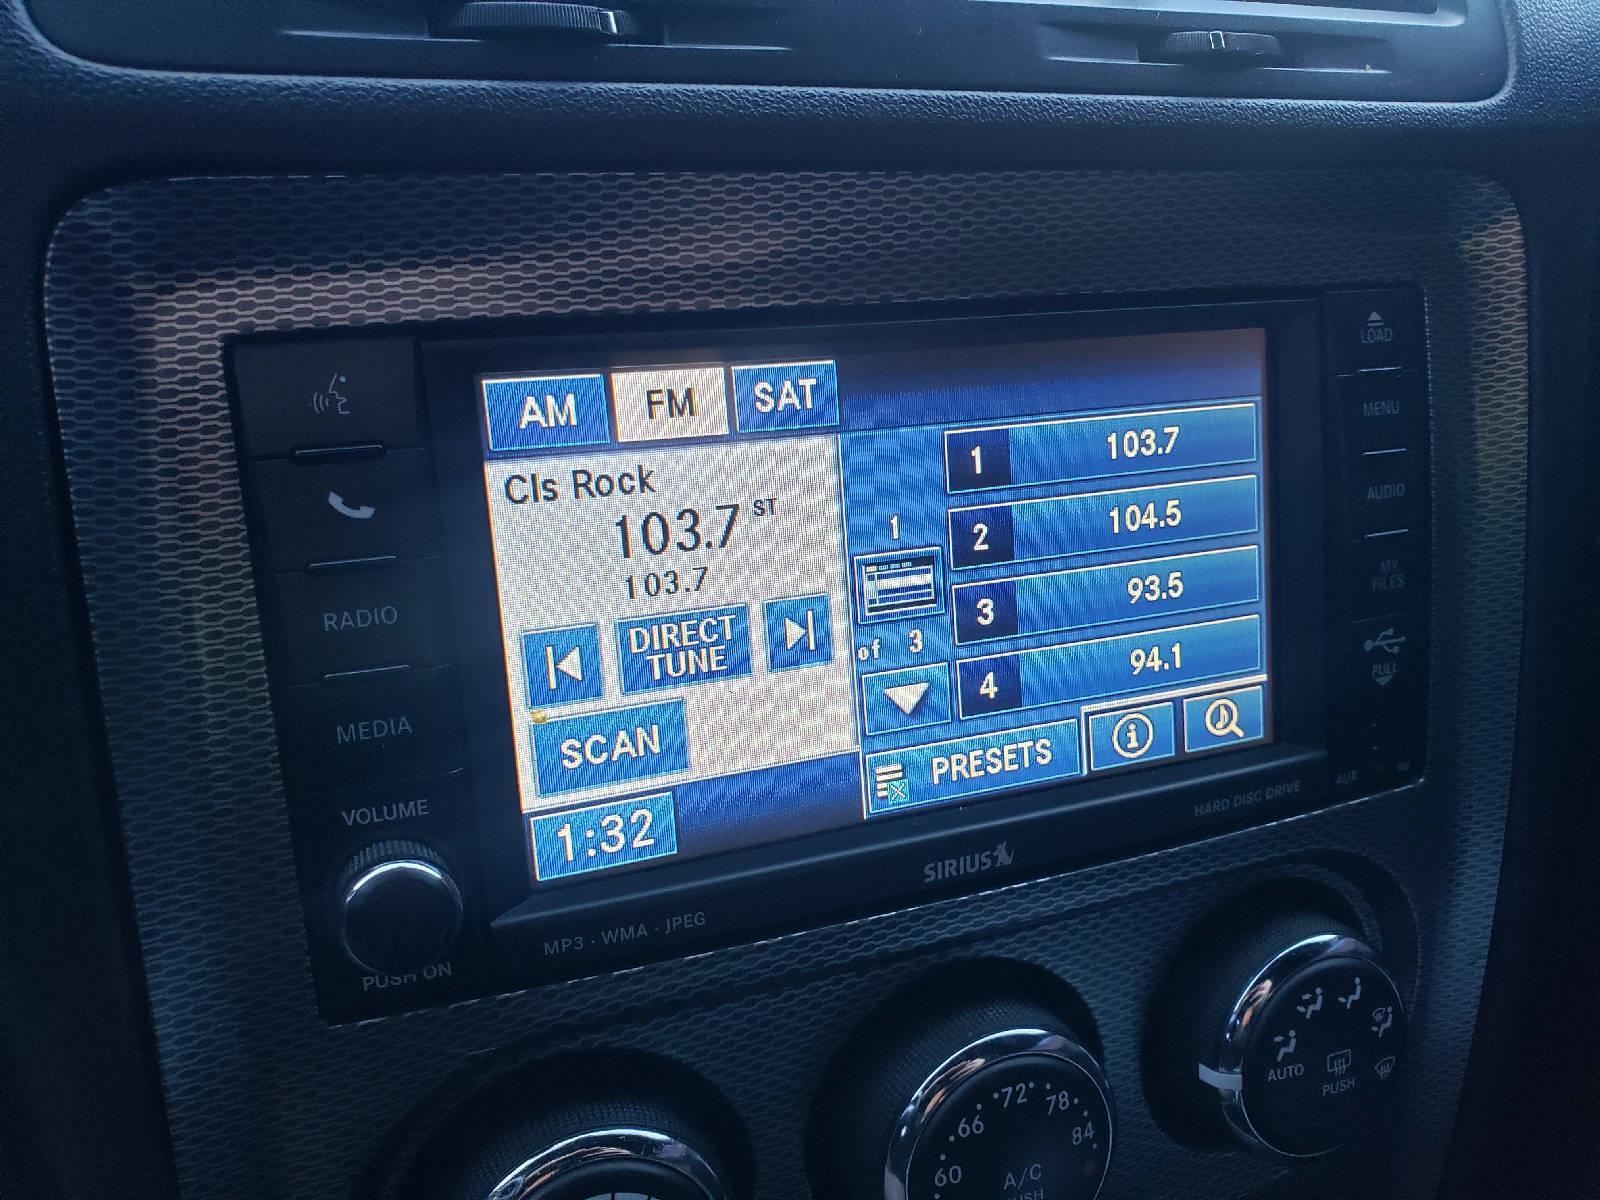 LOAD
MENU
AUDIO
MY
FILES
PULL
AUX
RADIO
MEDIA
VOLUME
PUSH ON
AM
FM
SAT
Cls Rock
103.7 ST
103.7
DIRECT
TUNE
SCAN
1:32
1
of 3
1 103.7
2 104.5
3 93.5
4 94.1
PRESETS
i
HARD DISC DRIVE
SIRIUS
MP3 · WMA · JPEG
60
66
72
78
84
A/C
PUSH
AUTO
PUSH